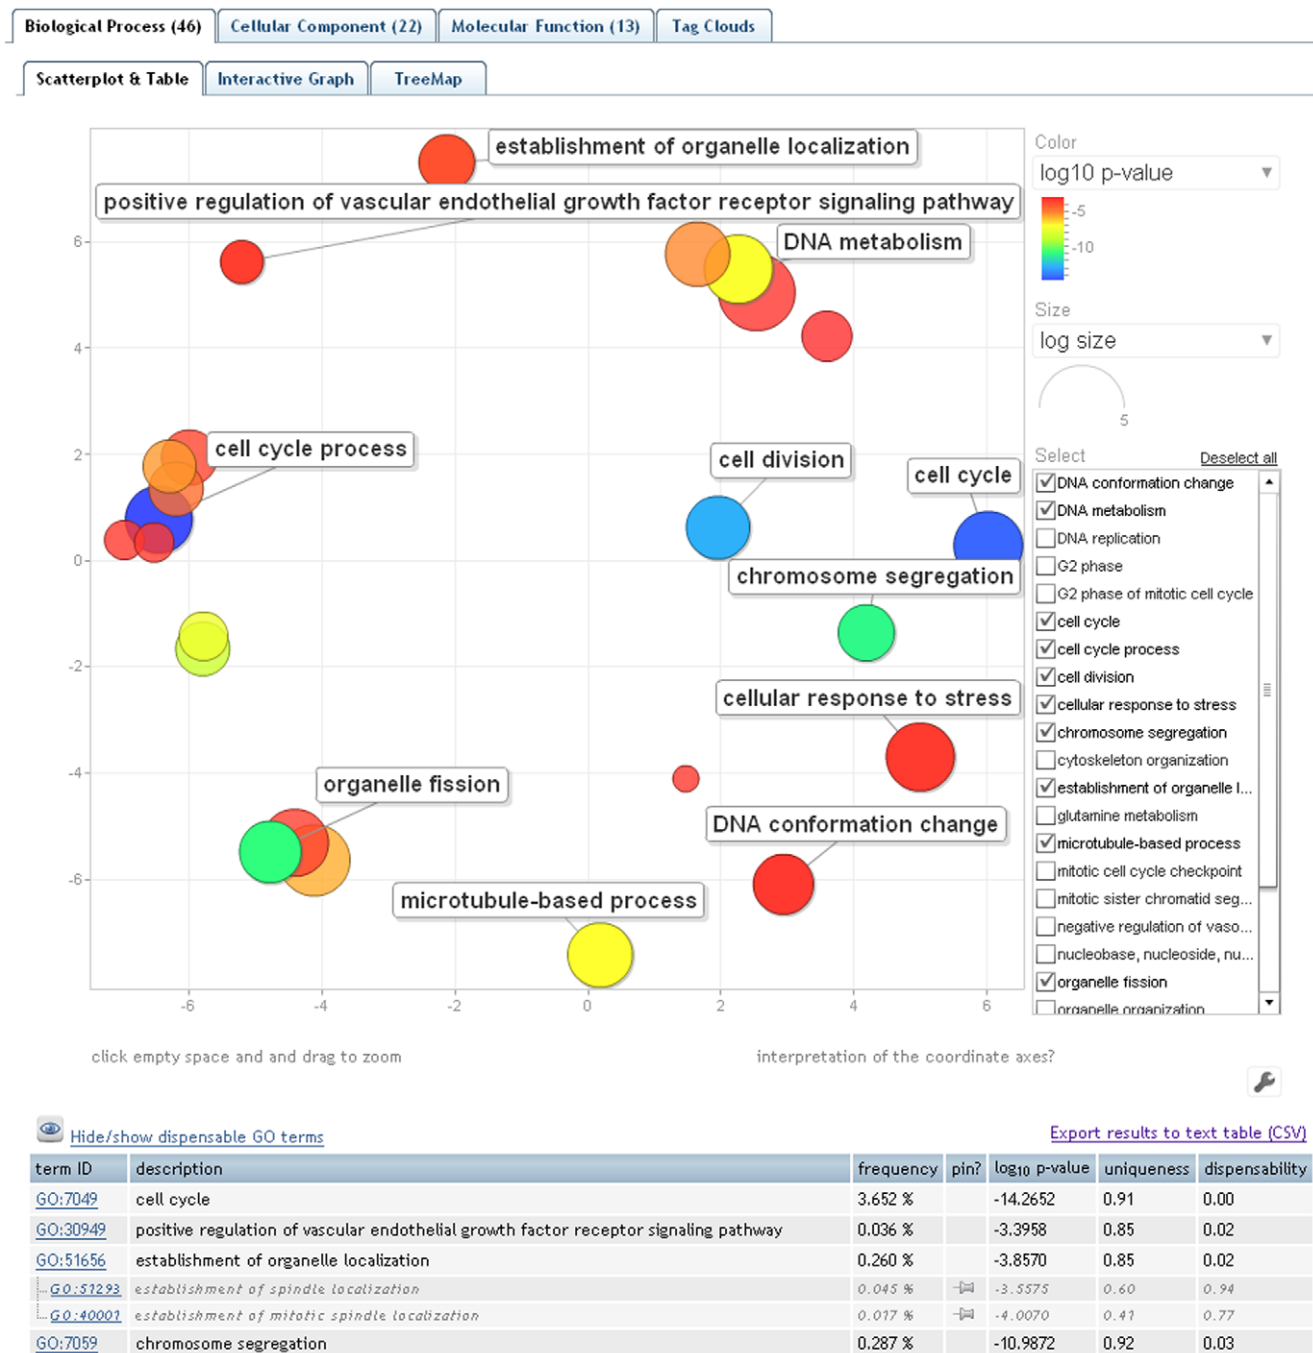 Biological Process (46) Cellular Component (22) Molecular Function (13) Tag Clouds
Scatterplot & Table Interactive Graph TreeMap
establishment of organelle localization
positive regulation of vascular endothelial growth factor receptor signaling pathway
DNA metabolism
cell cycle process
cell division
cell cycle
chromosome segregation
cellular response to stress
organelle fission
DNA conformation change
microtubule-based process
6
4
2
0
-2
-4
-6
-6 -4 -2 0 2 4 6
Color
log10 p-value
-5
-10
Size
log size
5
Select Deselect all
DNA conformation change
DNA metabolism
DNA replication
G2 phase
G2 phase of mitotic cell cycle
cell cycle
cell cycle process
cell division
cellular response to stress
chromosome segregation
cytoskeleton organization
establishment of organelle l...
glutamine metabolism
microtubule-based process
mitotic cell cycle checkpoint
mitotic sister chromatid seg...
negative regulation of vaso...
nucleobase, nucleoside, nu...
organelle fission
organelle organization
click empty space and and drag to zoom interpretation of the coordinate axes?
Hide/show dispensable GO terms Export results to text table (CSV)
term ID description frequency pin? log10 p-value uniqueness dispensability
GO:7049 cell cycle 3.652 % -14.2652 0.91 0.00
GO:30949 positive regulation of vascular endothelial growth factor receptor signaling pathway 0.036 % -3.3958 0.85 0.02
GO:51656 establishment of organelle localization 0.260 % -3.8570 0.85 0.02
GO:51293 establishment of spindle localization 0.045 % -3.5575 0.60 0.94
GO:40001 establishment of mitotic spindle localization 0.017 % -4.0070 0.41 0.77
GO:7059 chromosome segregation 0.287 % -10.9872 0.92 0.03